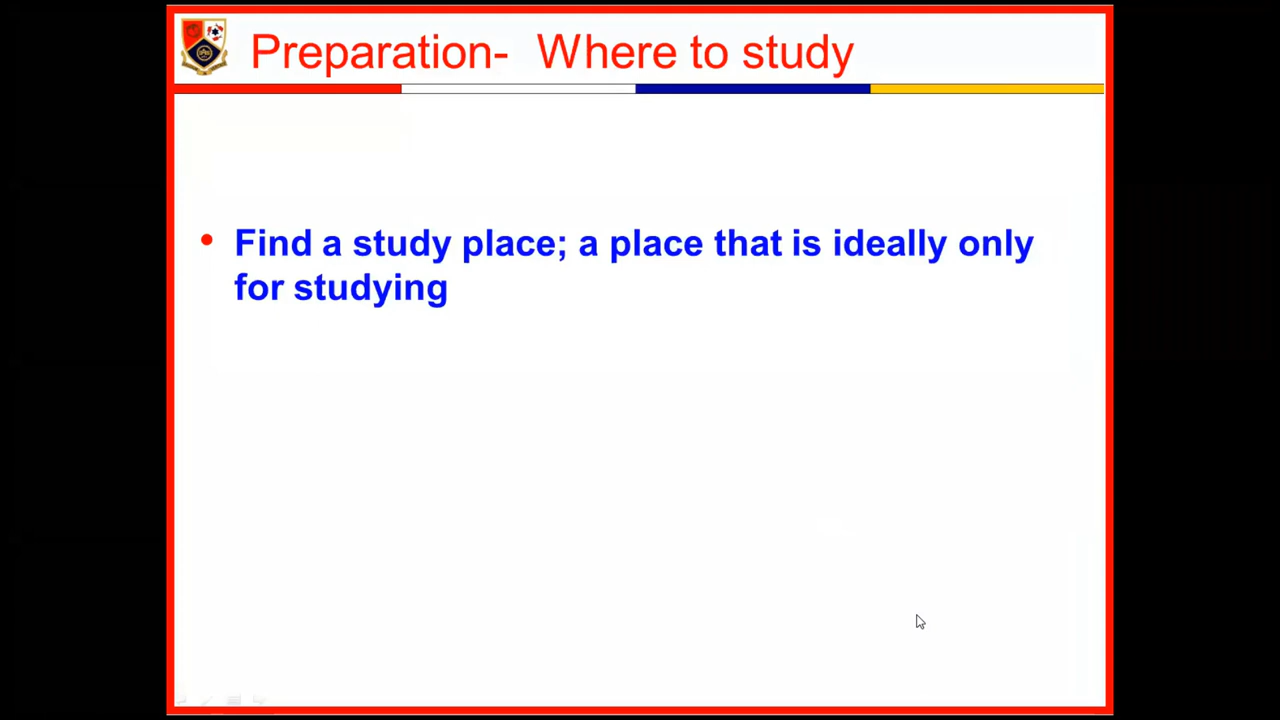 Preparation-  Where to study
• Find a study place; a place that is ideally only
for studying